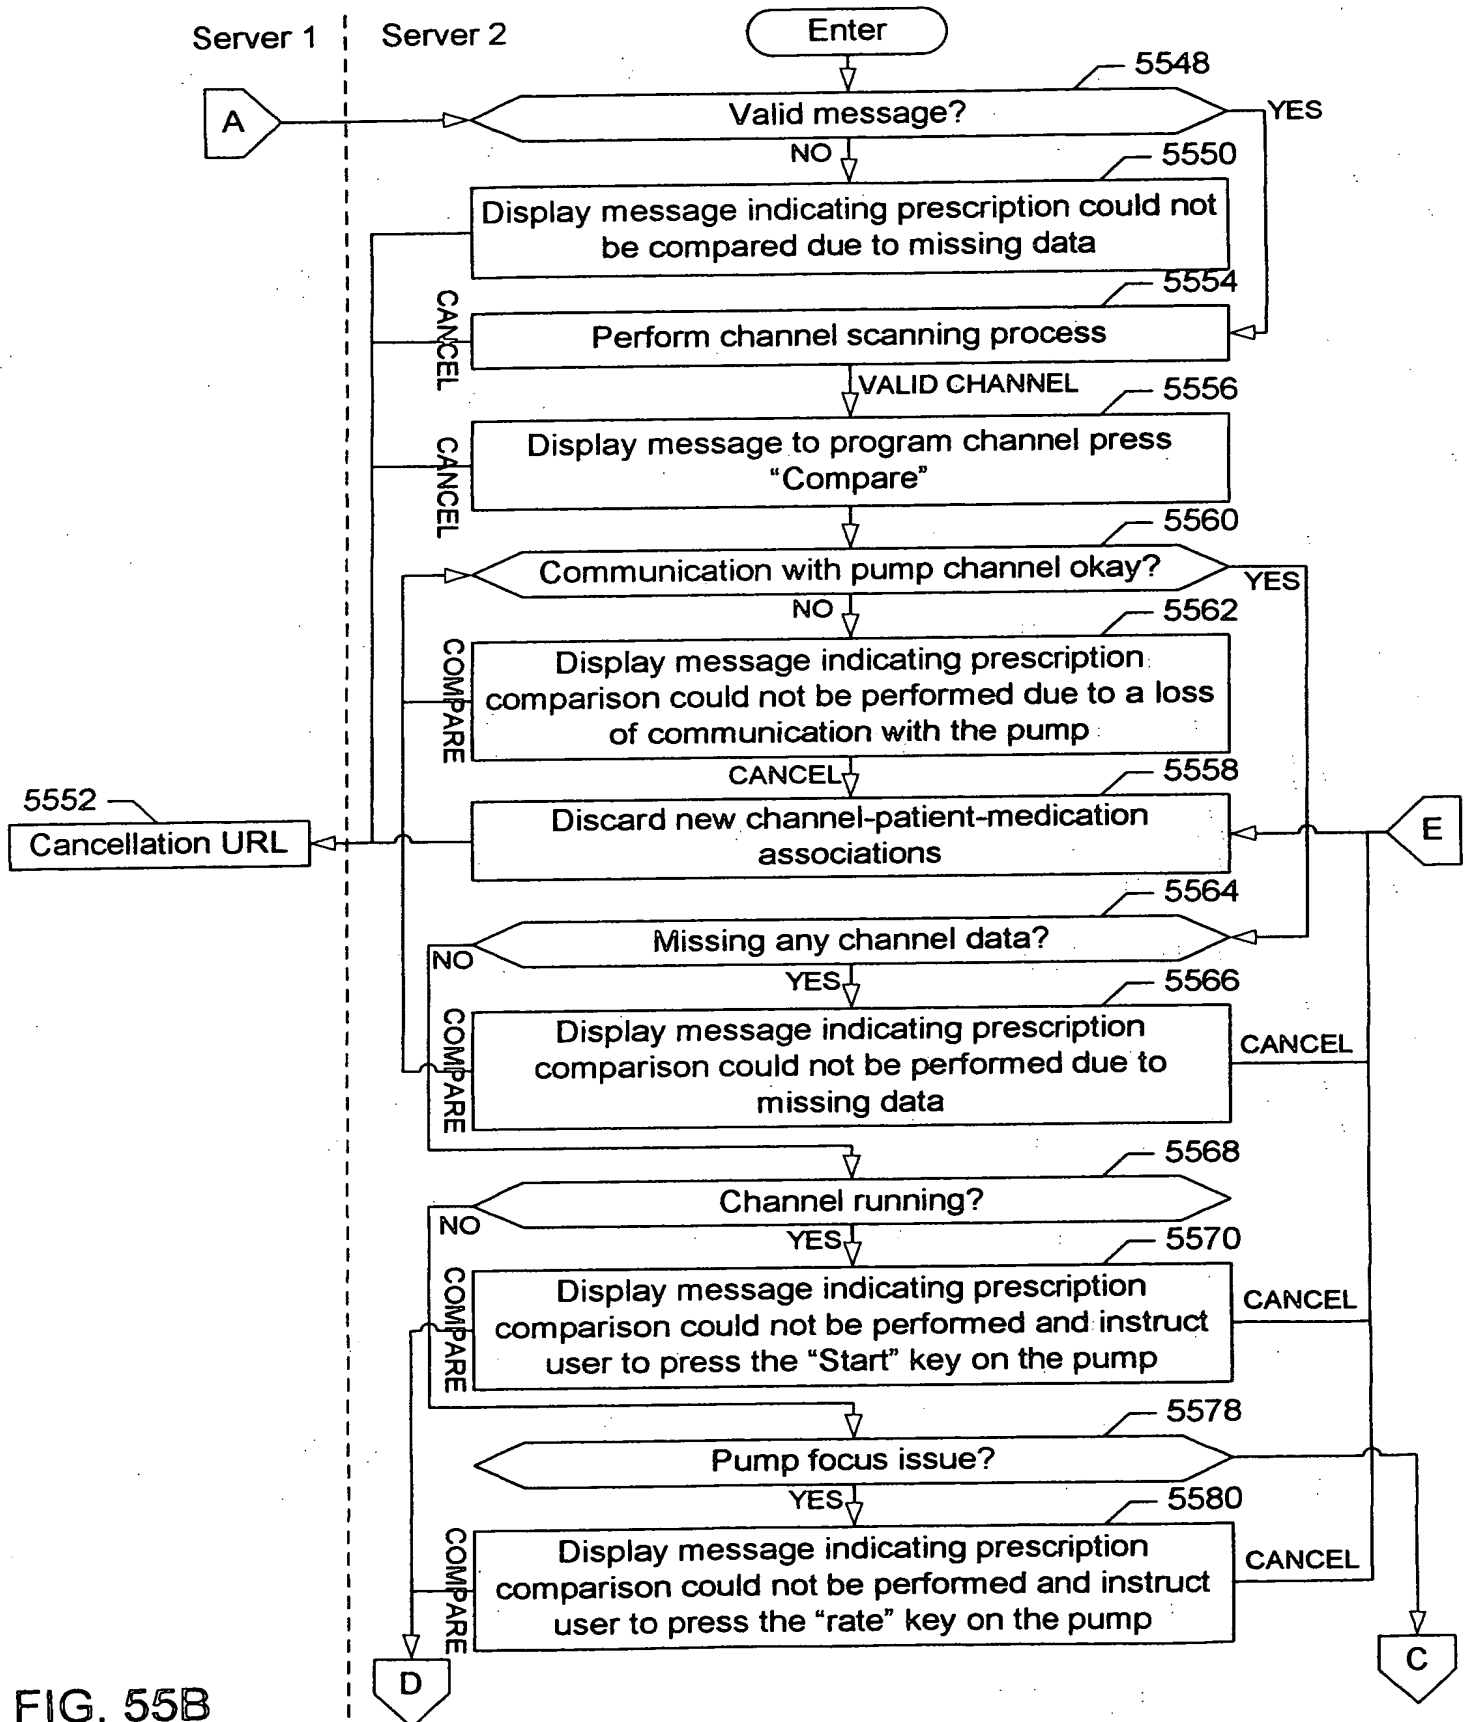 Server 1
Server 2
Enter
5548
A
Valid message?
YES
NO
5550
Display message indicating prescription could not
be compared due to missing data
5554
CANCEL
Perform channel scanning process
VALID CHANNEL
5556
CANCEL
Display message to program channel press
“Compare”
5560
Communication with pump channel okay?
YES
NO
5562
COMPARE
Display message indicating prescription
comparison could not be performed due to a loss
of communication with the pump
CANCEL
5558
5552
Cancellation URL
Discard new channel-patient-medication
associations
E
5564
Missing any channel data?
NO
YES
5566
COMPARE
Display message indicating prescription
comparison could not be performed due to
missing data
CANCEL
5568
Channel running?
NO
YES
5570
COMPARE
Display message indicating prescription
comparison could not be performed and instruct
user to press the “Start” key on the pump
CANCEL
5578
Pump focus issue?
YES
5580
COMPARE
Display message indicating prescription
comparison could not be performed and instruct
user to press the “rate” key on the pump
CANCEL
D
C
FIG. 55B